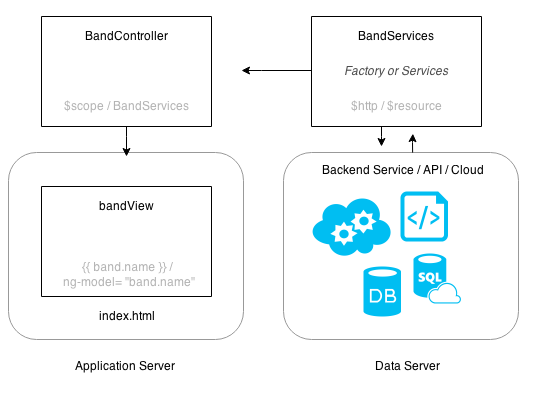 BandController
$scope / BandServices
BandServices
Factory or Services
$http / $resource
bandView
{{ band.name }} /
ng-model= "band.name"
index.html
Application Server
Backend Service / API / Cloud
</>
DB
SQL
Data Server